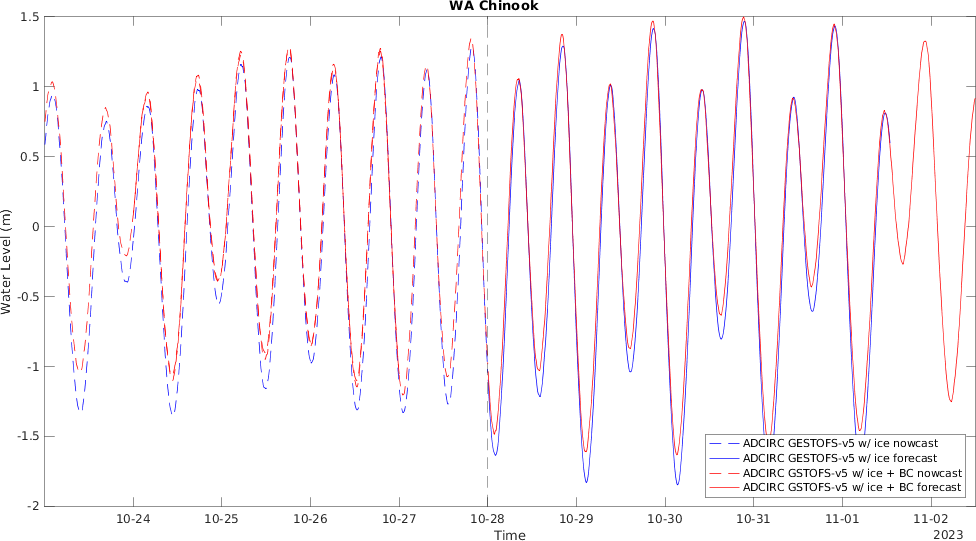 WA Chinook
1.5
1
0.5
0
-0.5
-1
-1.5
-2
Water Level (m)
ADCIRC GESTOFS-v5 w/ ice nowcast
ADCIRC GESTOFS-v5 w/ ice forecast
ADCIRC GSTOFS-v5 w/ ice + BC nowcast
ADCIRC GSTOFS-v5 w/ ice + BC forecast
10-24 10-25 10-26 10-27 10-28 10-29 10-30 10-31 11-01 11-02
Time
2023